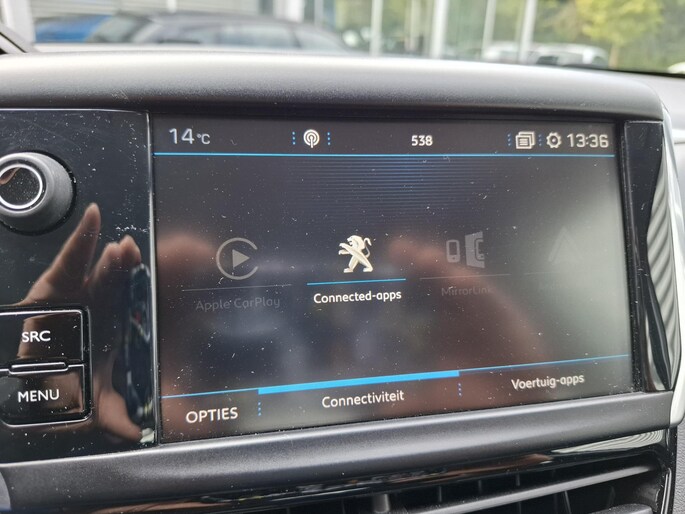 14 °C
538
13:36
SRC
MENU
Apple CarPlay
Connected-apps
MirrorLink
OPTIES
Connectiviteit
Voertuig-apps